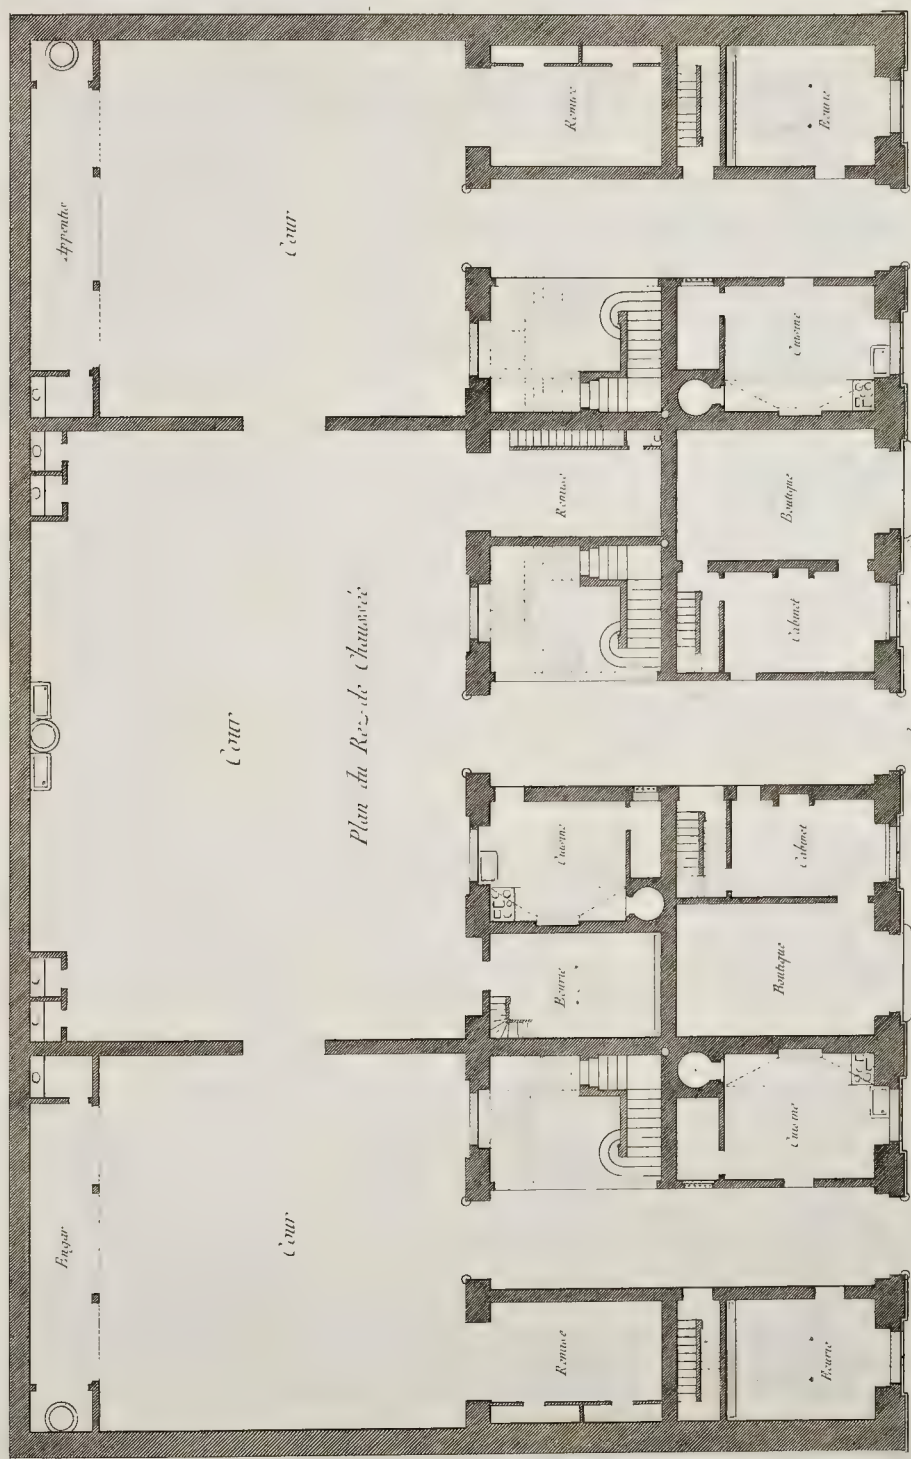 Engar
Appentis
Cour
Cour
Cour
Plan du Rez-de Chaussée
Remise
Ecurie
Cuisine
Remise
Remise
Ecurie
Cuisine
Boutique
Cabinet
Cabinet
Boutique
Cuisine
Ecurie